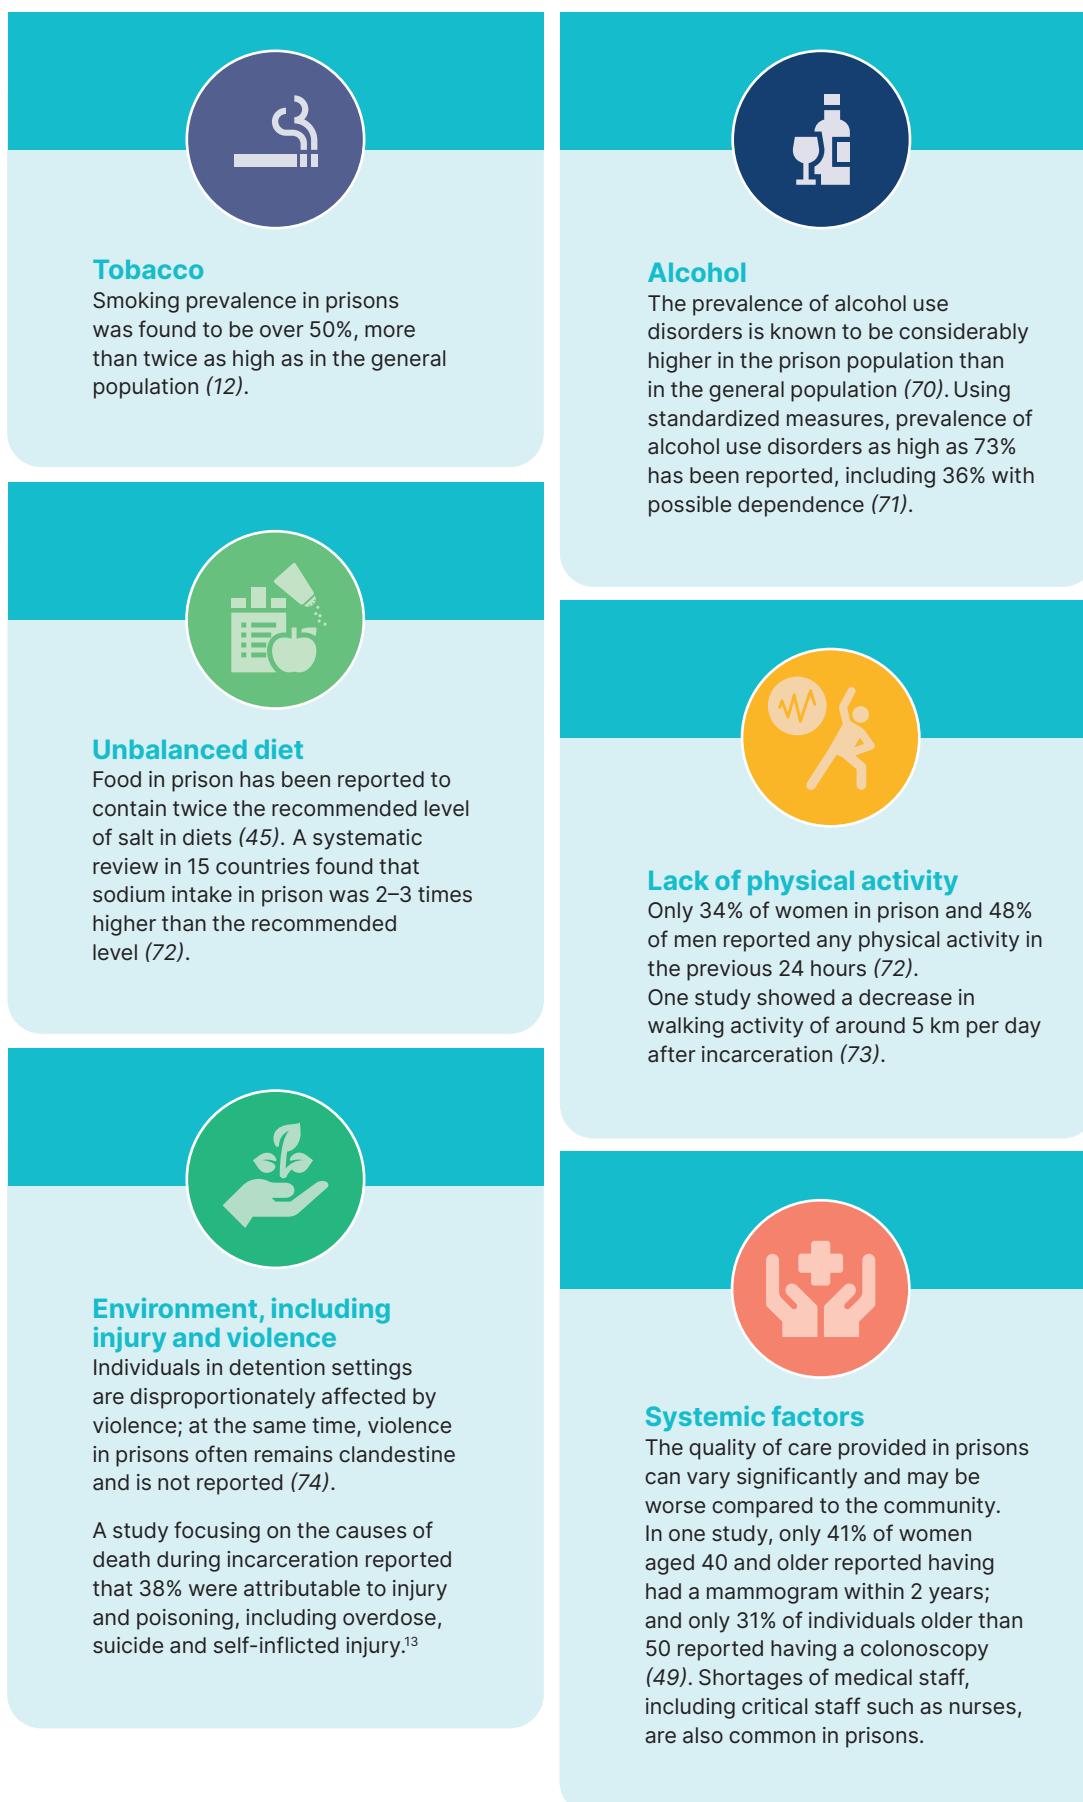 Tobacco
Smoking prevalence in prisons
was found to be over 50%, more
than twice as high as in the general
population (12).
Alcohol
The prevalence of alcohol use
disorders is known to be considerably
higher in the prison population than
in the general population (70). Using
standardized measures, prevalence of
alcohol use disorders as high as 73%
has been reported, including 36% with
possible dependence (71).
Unbalanced diet
Food in prison has been reported to
contain twice the recommended level
of salt in diets (45). A systematic
review in 15 countries found that
sodium intake in prison was 2–3 times
higher than the recommended
level (72).
Lack of physical activity
Only 34% of women in prison and 48%
of men reported any physical activity in
the previous 24 hours (72).
One study showed a decrease in
walking activity of around 5 km per day
after incarceration (73).
Environment, including
injury and violence
Individuals in detention settings
are disproportionately affected by
violence; at the same time, violence
in prisons often remains clandestine
and is not reported (74).
A study focusing on the causes of
death during incarceration reported
that 38% were attributable to injury
and poisoning, including overdose,
suicide and self-inflicted injury.¹³
Systemic factors
The quality of care provided in prisons
can vary significantly and may be
worse compared to the community.
In one study, only 41% of women
aged 40 and older reported having
had a mammogram within 2 years;
and only 31% of individuals older than
50 reported having a colonoscopy
(49). Shortages of medical staff,
including critical staff such as nurses,
are also common in prisons.